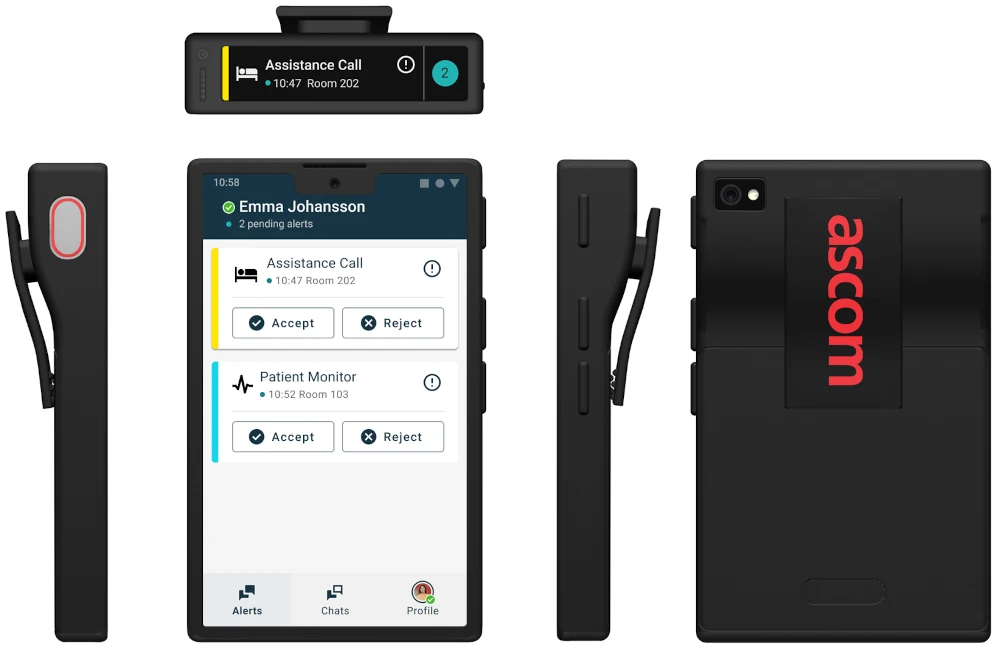 Assistance Call
10:47 Room 202
2
10:58
Emma Johansson
2 pending alerts
Assistance Call
10:47 Room 202
Accept
Reject
Patient Monitor
10:52 Room 103
Accept
Reject
Alerts
Chats
Profile
ascom